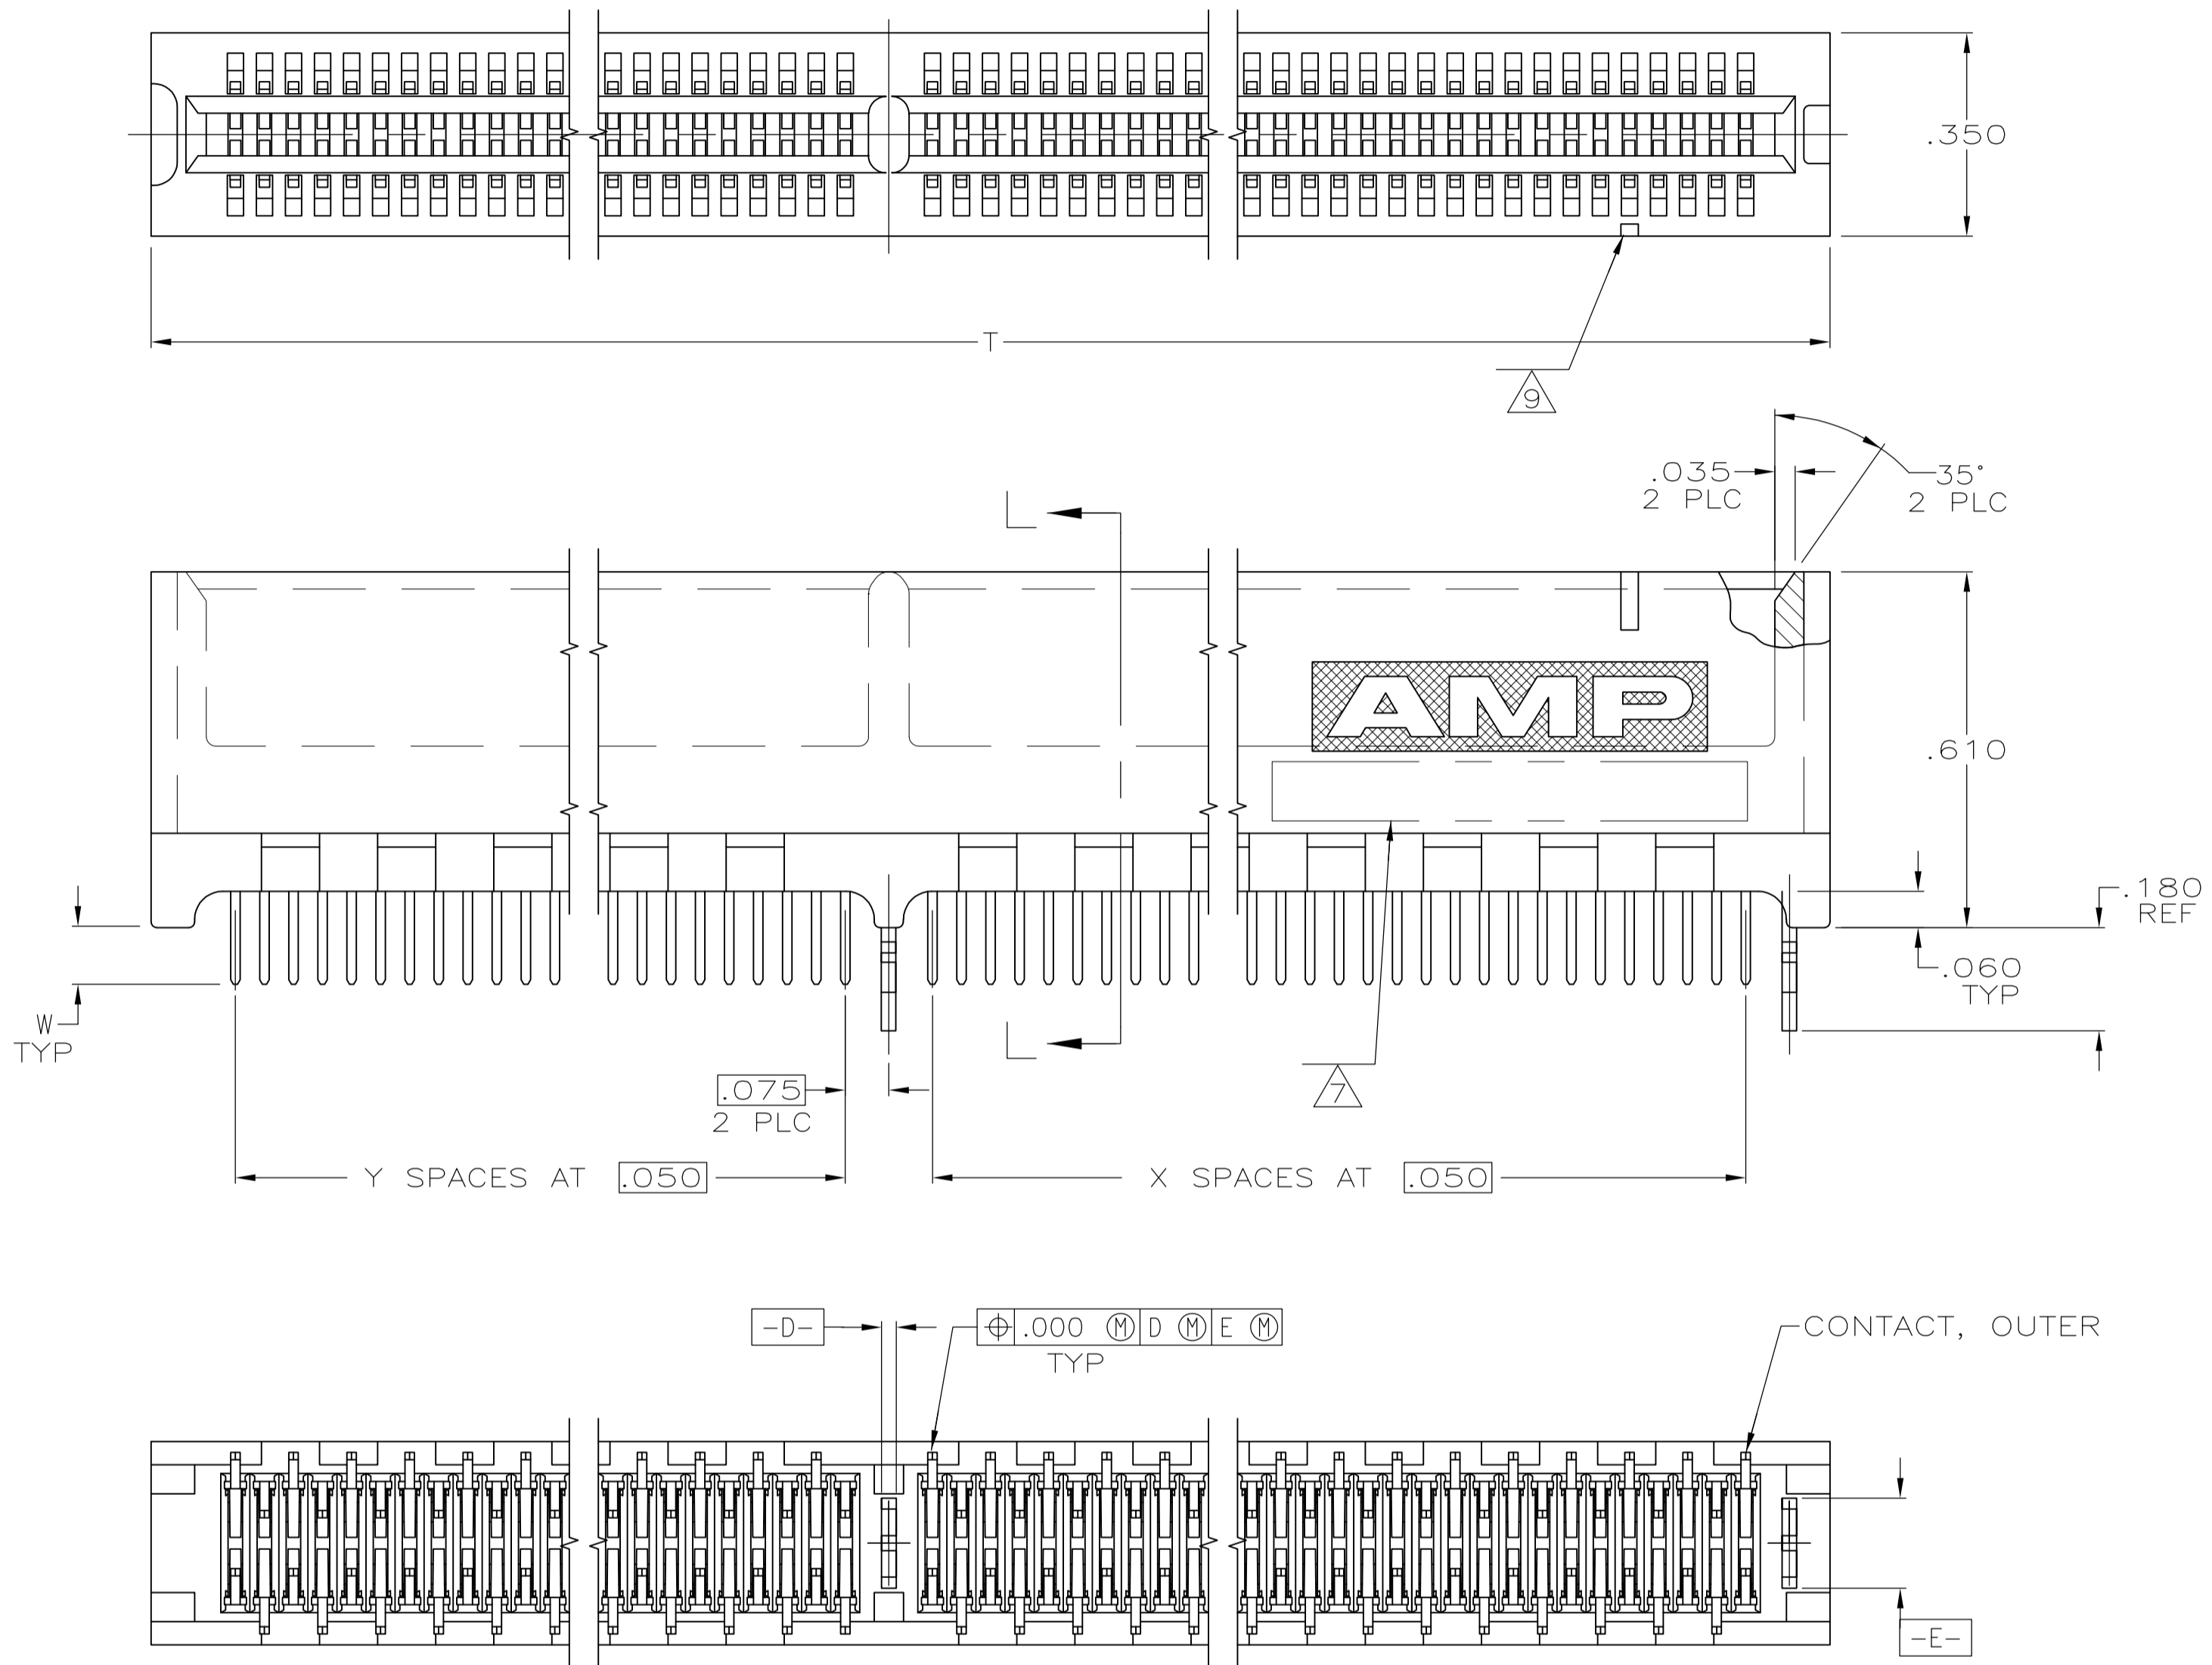 .350
T
9
.035
2 PLC
35°
2 PLC
AMP
.610
.180
REF
.060
TYP
W
TYP
.075
2 PLC
7
Y SPACES AT .050
X SPACES AT .050
-D-
⌖ .000 Ⓜ D Ⓜ E Ⓜ
TYP
CONTACT, OUTER
-E-